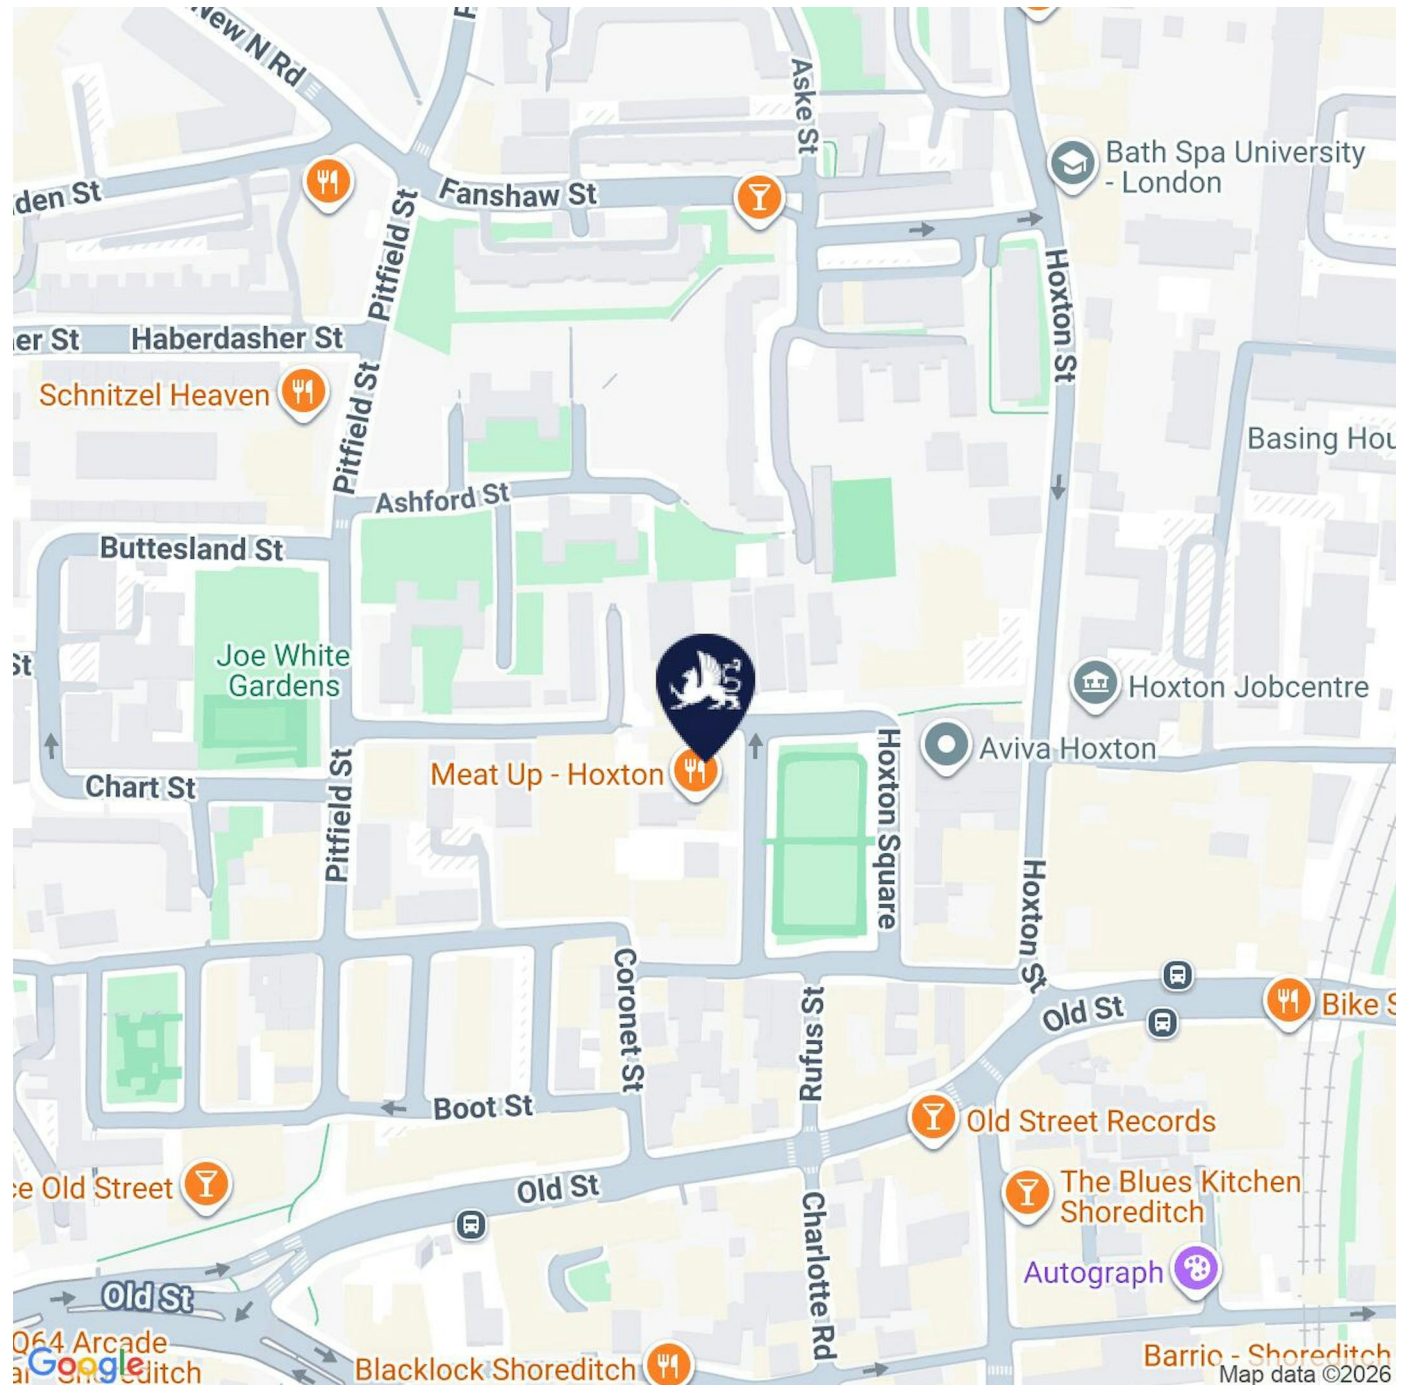 New N Rd
Aske St
Bath Spa University
- London
den St
Fanshaw St
Pitfield St
Hoxton St
er St
Haberdasher St
Schnitzel Heaven
Pitfield St
Basing Hou
Ashford St
Buttesland St
Joe White
Gardens
St
Hoxton Jobcentre
Hoxton Square
Aviva Hoxton
Meat Up - Hoxton
Chart St
Pitfield St
Hoxton St
Coronet St
Rufus St
Old St
Bike S
Boot St
Old Street Records
ce Old Street
Old St
The Blues Kitchen
Shoreditch
Charlotte Rd
Autograph
Old St
Q64 Arcade
Blacklock Shoreditch
Barrio - Shoreditch
Google
Map data ©2026